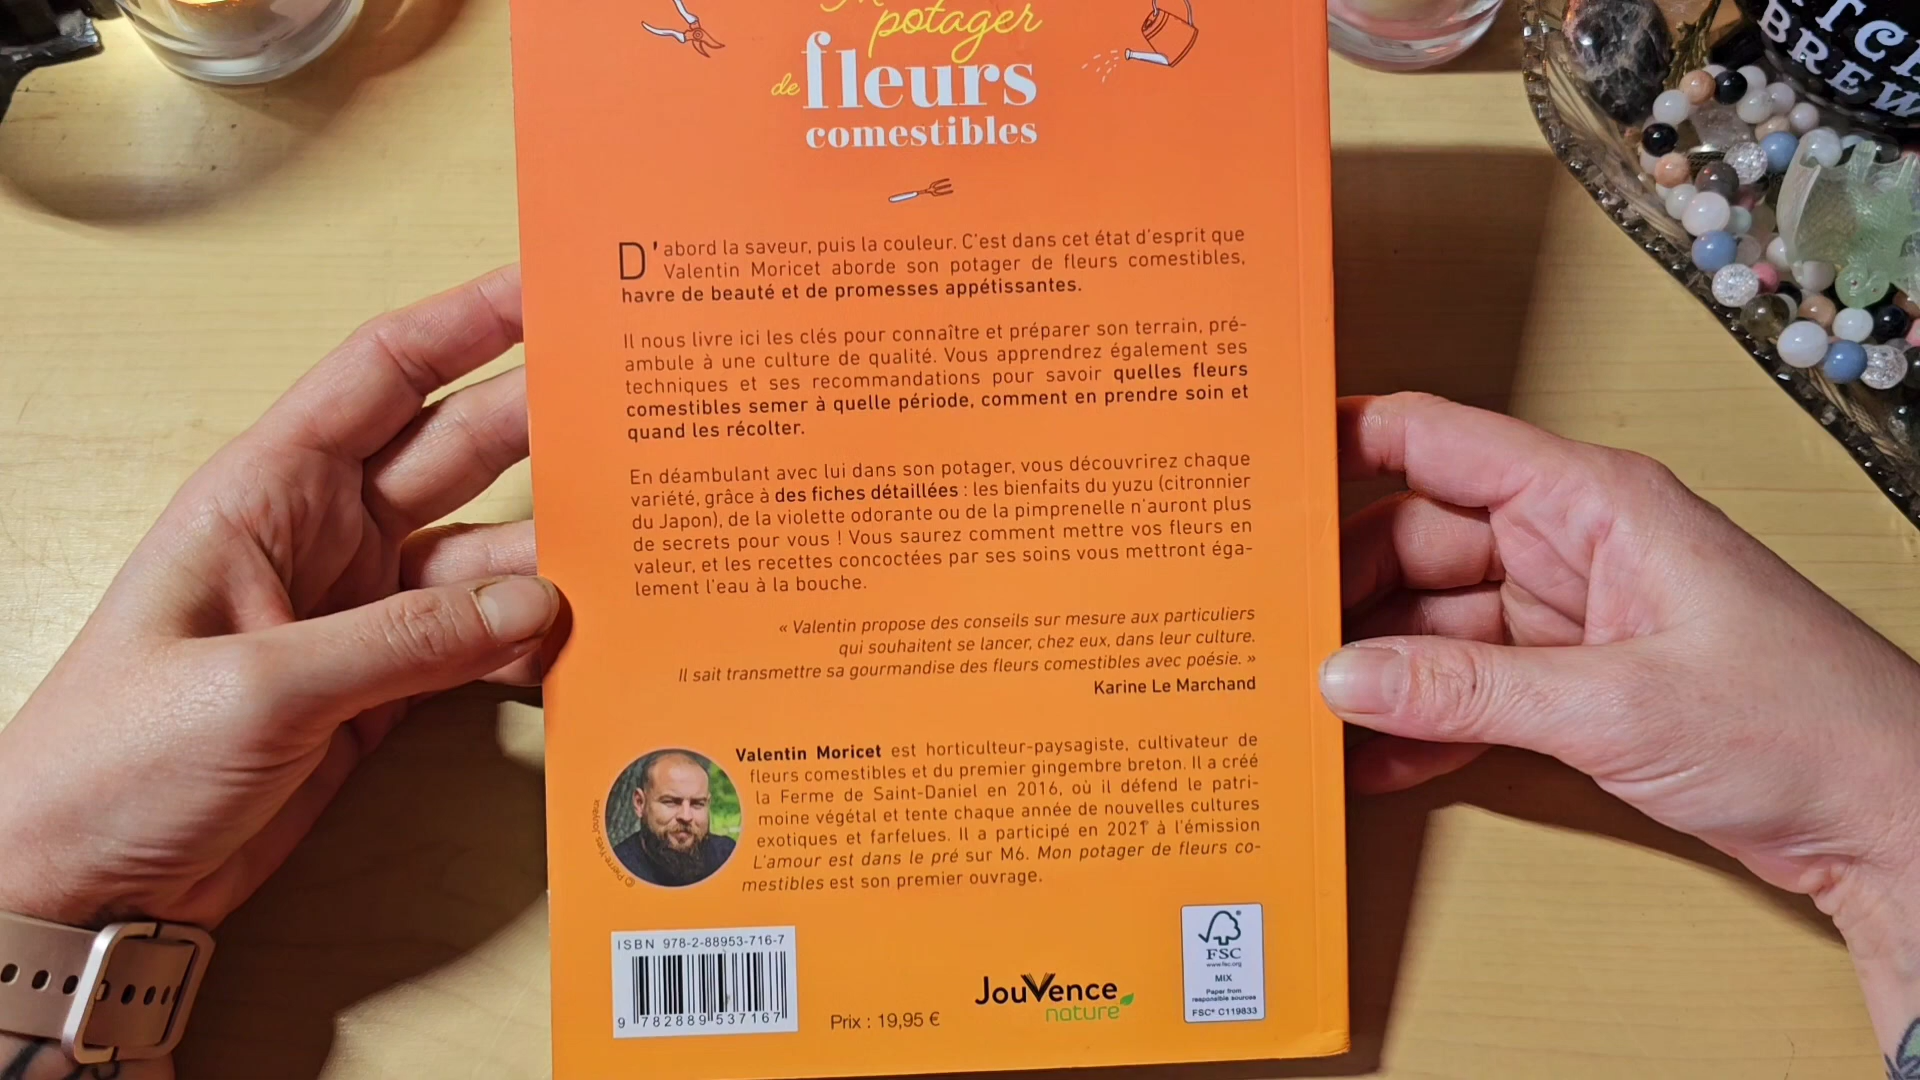 potager
de fleurs
comestibles
D'abord la saveur, puis la couleur. C'est dans cet état d'esprit que
Valentin Moricet aborde son potager de fleurs comestibles,
havre de beauté et de promesses appétissantes.
Il nous livre ici les clés pour connaître et préparer son terrain, pré-
ambule à une culture de qualité. Vous apprendrez également ses
techniques et ses recommandations pour savoir quelles fleurs
comestibles semer à quelle période, comment en prendre soin et
quand les récolter.
En déambulant avec lui dans son potager, vous découvrirez chaque
variété, grâce à des fiches détaillées : les bienfaits du yuzu (citronnier
du Japon), de la violette odorante ou de la pimprenelle n'auront plus
de secrets pour vous ! Vous saurez comment mettre vos fleurs en
valeur, et les recettes concoctées par ses soins vous mettront éga-
lement l'eau à la bouche.
« Valentin propose des conseils sur mesure aux particuliers
qui souhaitent se lancer, chez eux, dans leur culture.
Il sait transmettre sa gourmandise des fleurs comestibles avec poésie. »
Karine Le Marchand
Valentin Moricet est horticulteur-paysagiste, cultivateur de
fleurs comestibles et du premier gingembre breton. Il a créé
la Ferme de Saint-Daniel en 2016, où il défend le patri-
moine végétal et tente chaque année de nouvelles cultures
exotiques et farfelues. Il a participé en 2021 à l'émission
L'amour est dans le pré sur M6. Mon potager de fleurs co-
mestibles est son premier ouvrage.
ISBN 978-2-88953-716-7
9 782889 537167
Prix : 19,95 €
JouVence
nature
FSC
www.fsc.org
MIX
Paper from
responsible sources
FSC® C119833
BREW